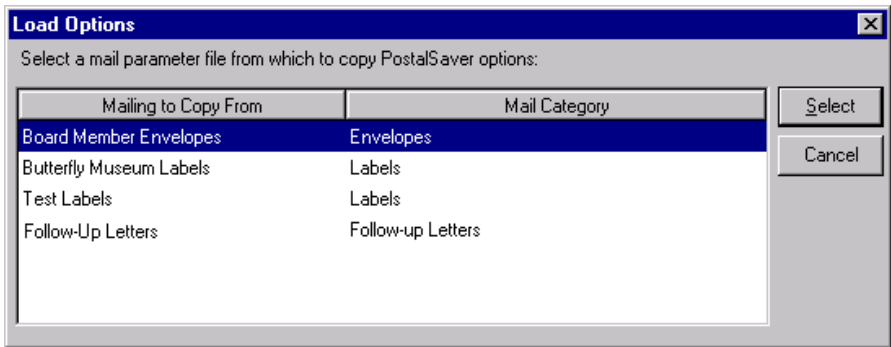 Load Options
Select a mail parameter file from which to copy PostalSaver options:
Mailing to Copy From Mail Category
Select
Board Member Envelopes Envelopes
Cancel
Butterfly Museum Labels Labels
Test Labels Labels
Follow-Up Letters Follow-up Letters